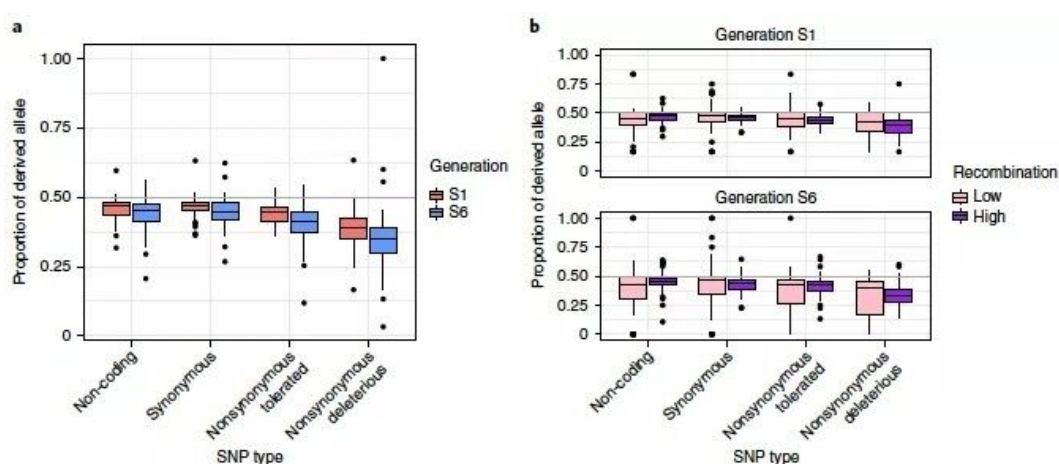 a
Proportion of derived allele
1.00
0.75
0.50
0.25
0
Non-coding
Synonymous
Nonsynonymous
tolerated
Nonsynonymous
deleterious
SNP type
Generation
S1
S6
b
Generation S1
Proportion of derived allele
1.00
0.75
0.50
0.25
0
Generation S6
1.00
0.75
0.50
0.25
0
Non-coding
Synonymous
Nonsynonymous
tolerated
Nonsynonymous
deleterious
SNP type
Recombination
Low
High